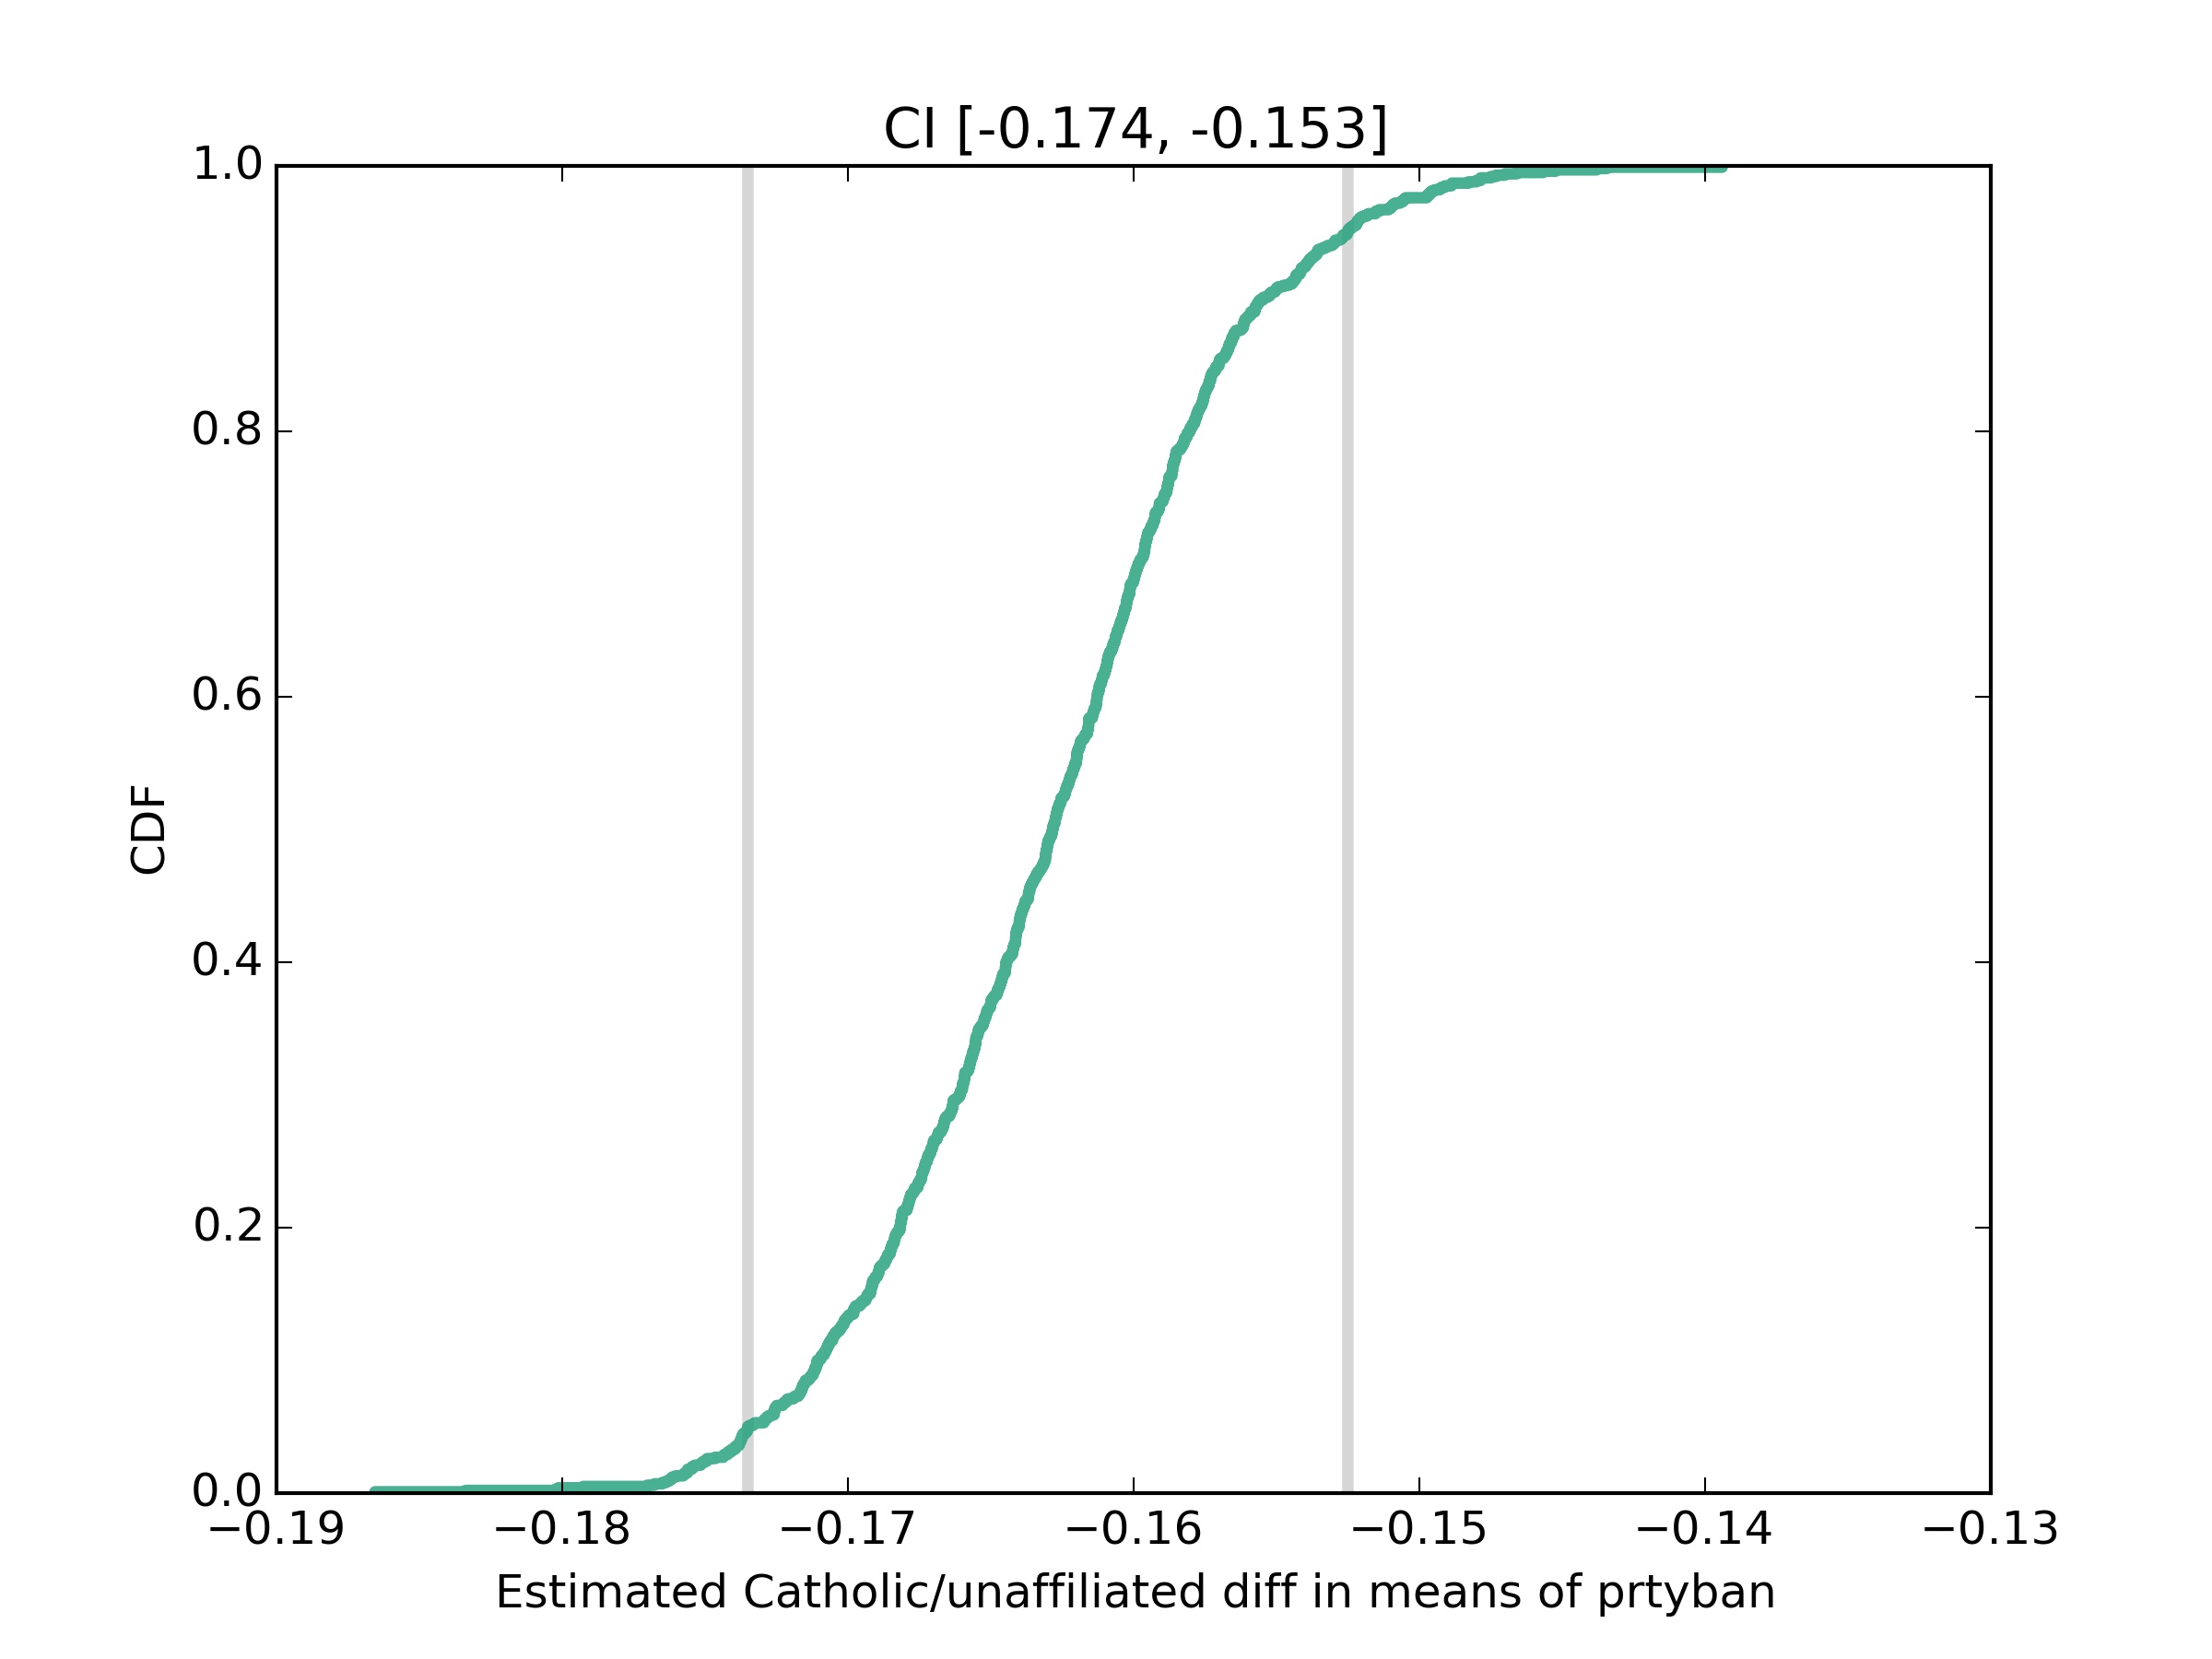 CI [-0.174, -0.153]
1.0
0.8
0.6
0.4
0.2
0.0
CDF
−0.19 −0.18 −0.17 −0.16 −0.15 −0.14 −0.13
Estimated Catholic/unaffiliated diff in means of prtyban